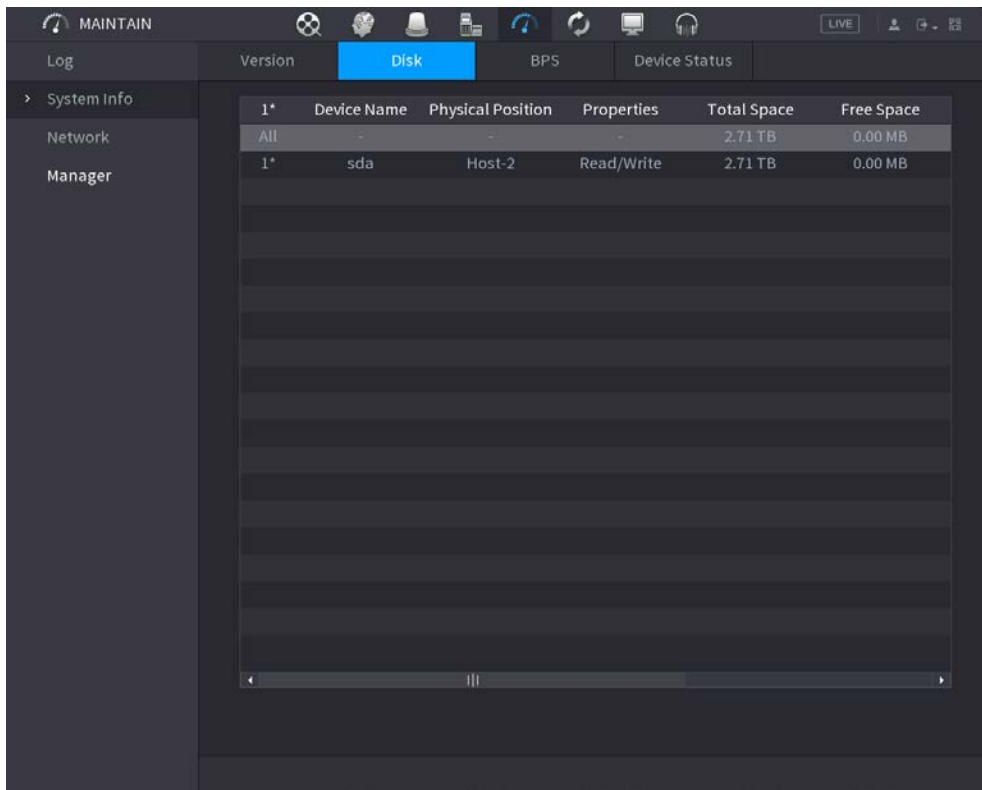 MAINTAIN LIVE
Log Version Disk BPS Device Status
System Info
1* Device Name Physical Position Properties Total Space Free Space
Network All - - - 2.71 TB 0.00 MB
1* sda Host-2 Read/Write 2.71 TB 0.00 MB
Manager